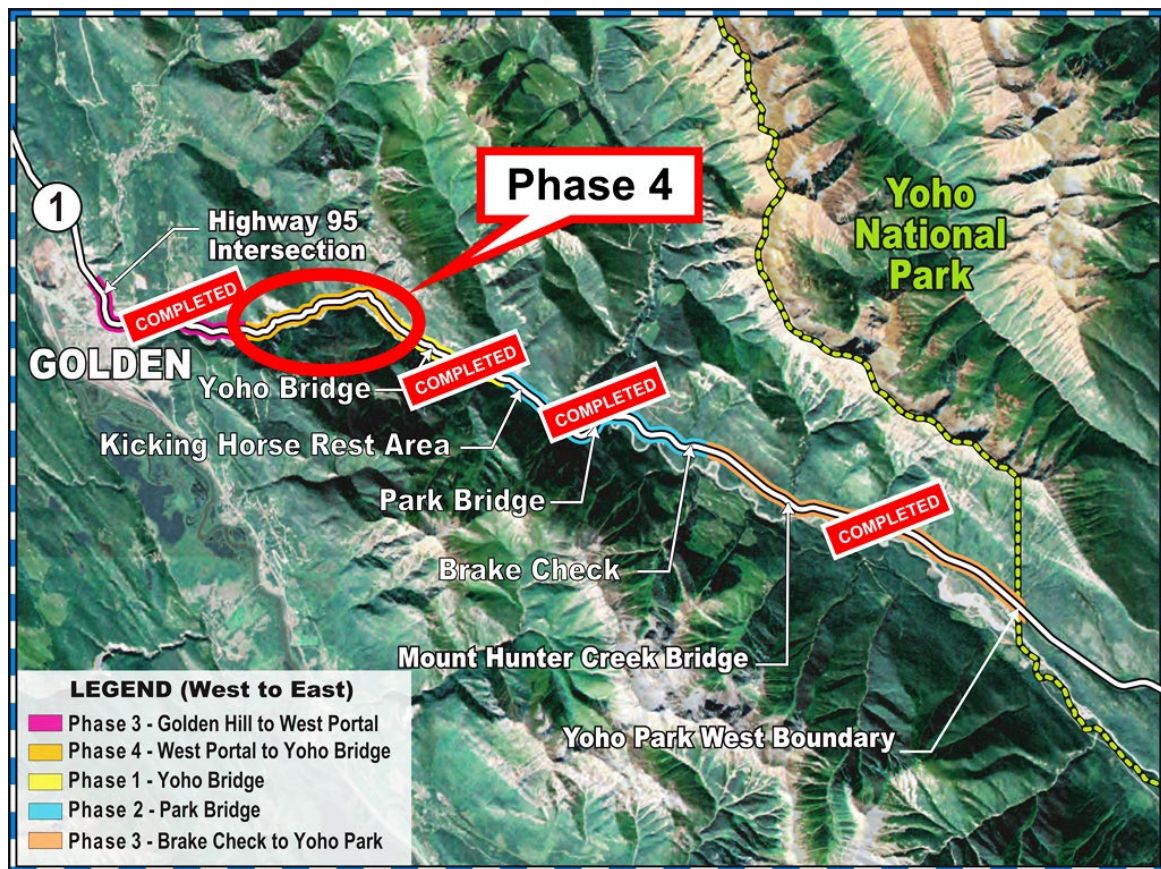 Phase 4
1
Highway 95
Intersection
Yoho
National
Park
COMPLETED
GOLDEN
Yoho Bridge
COMPLETED
COMPLETED
Kicking Horse Rest Area
Park Bridge
COMPLETED
Brake Check
Mount Hunter Creek Bridge
Yoho Park West Boundary
LEGEND (West to East)
Phase 3 - Golden Hill to West Portal
Phase 4 - West Portal to Yoho Bridge
Phase 1 - Yoho Bridge
Phase 2 - Park Bridge
Phase 3 - Brake Check to Yoho Park